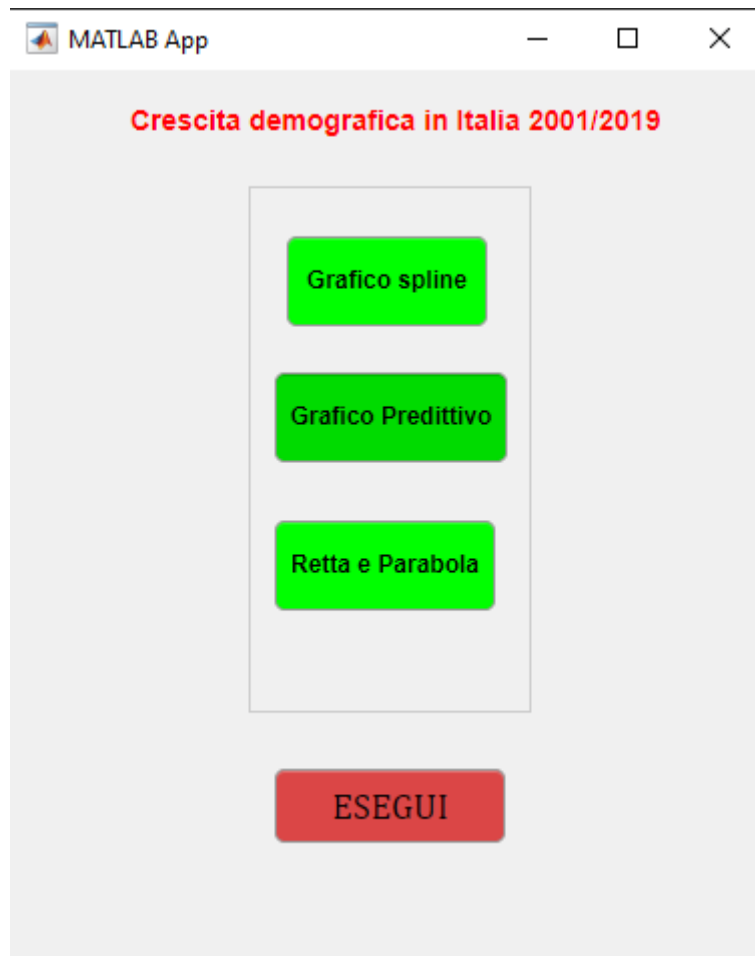 MATLAB App
Crescita demografica in Italia 2001/2019
Grafico spline
Grafico Predittivo
Retta e Parabola
ESEGUI